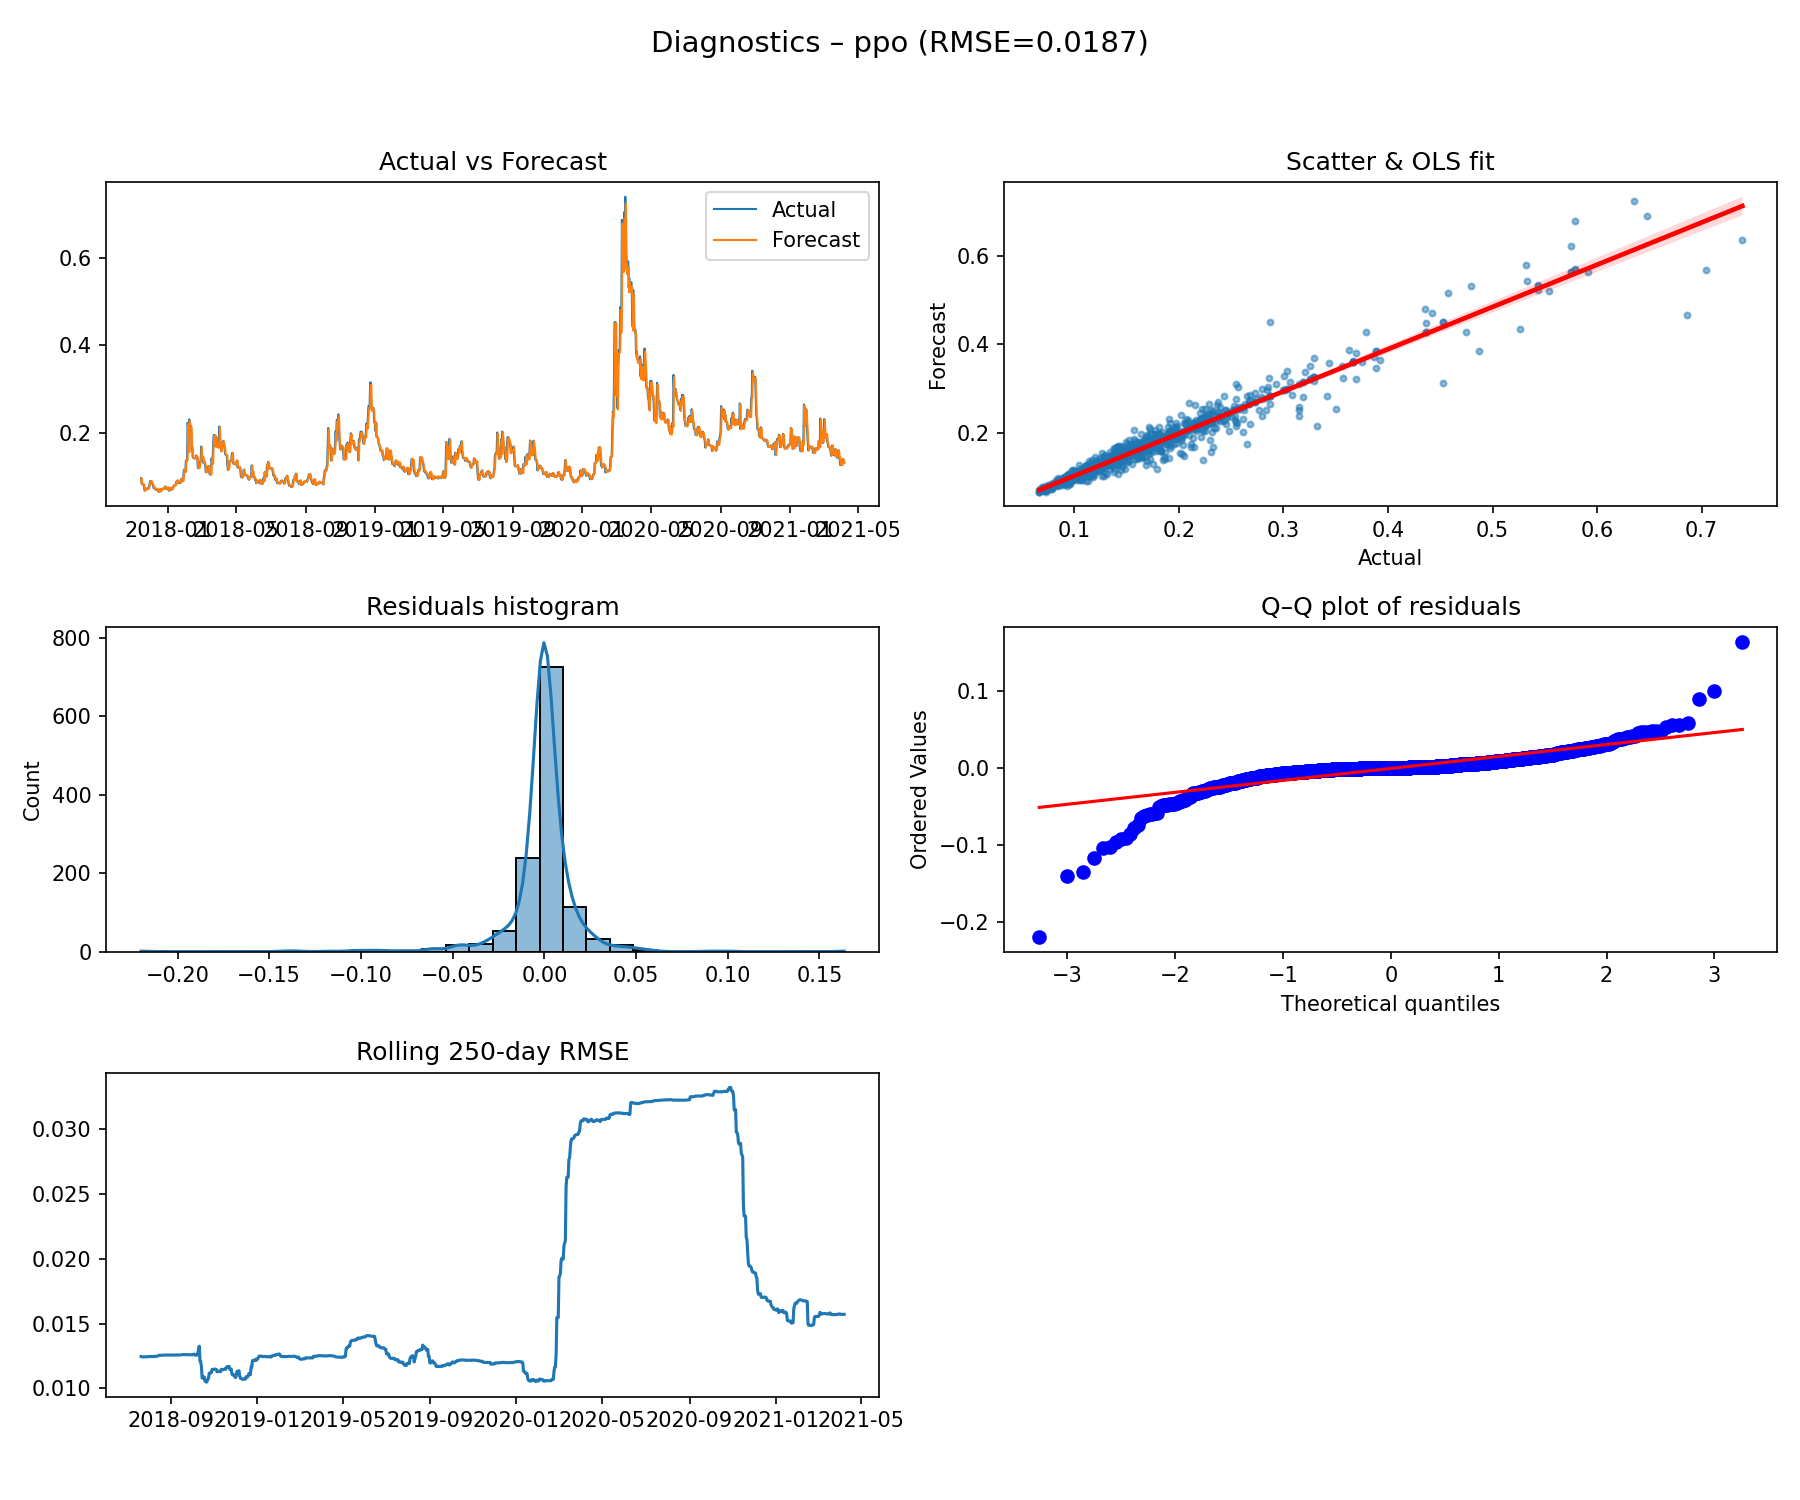 Diagnostics – ppo (RMSE=0.0187)
Actual vs Forecast
Actual
Forecast
0.6
0.4
0.2
2018-01 2018-05 2018-09 2019-01 2019-05 2019-09 2020-01 2020-05 2020-09 2021-01 2021-05
Scatter & OLS fit
Forecast
0.6
0.4
0.2
0.1 0.2 0.3 0.4 0.5 0.6 0.7
Actual
Residuals histogram
Count
800
600
400
200
0
−0.20 −0.15 −0.10 −0.05 0.00 0.05 0.10 0.15
Q–Q plot of residuals
Ordered Values
0.1
0.0
−0.1
−0.2
−3 −2 −1 0 1 2 3
Theoretical quantiles
Rolling 250-day RMSE
0.030
0.025
0.020
0.015
0.010
2018-09 2019-01 2019-05 2019-09 2020-01 2020-05 2020-09 2021-01 2021-05